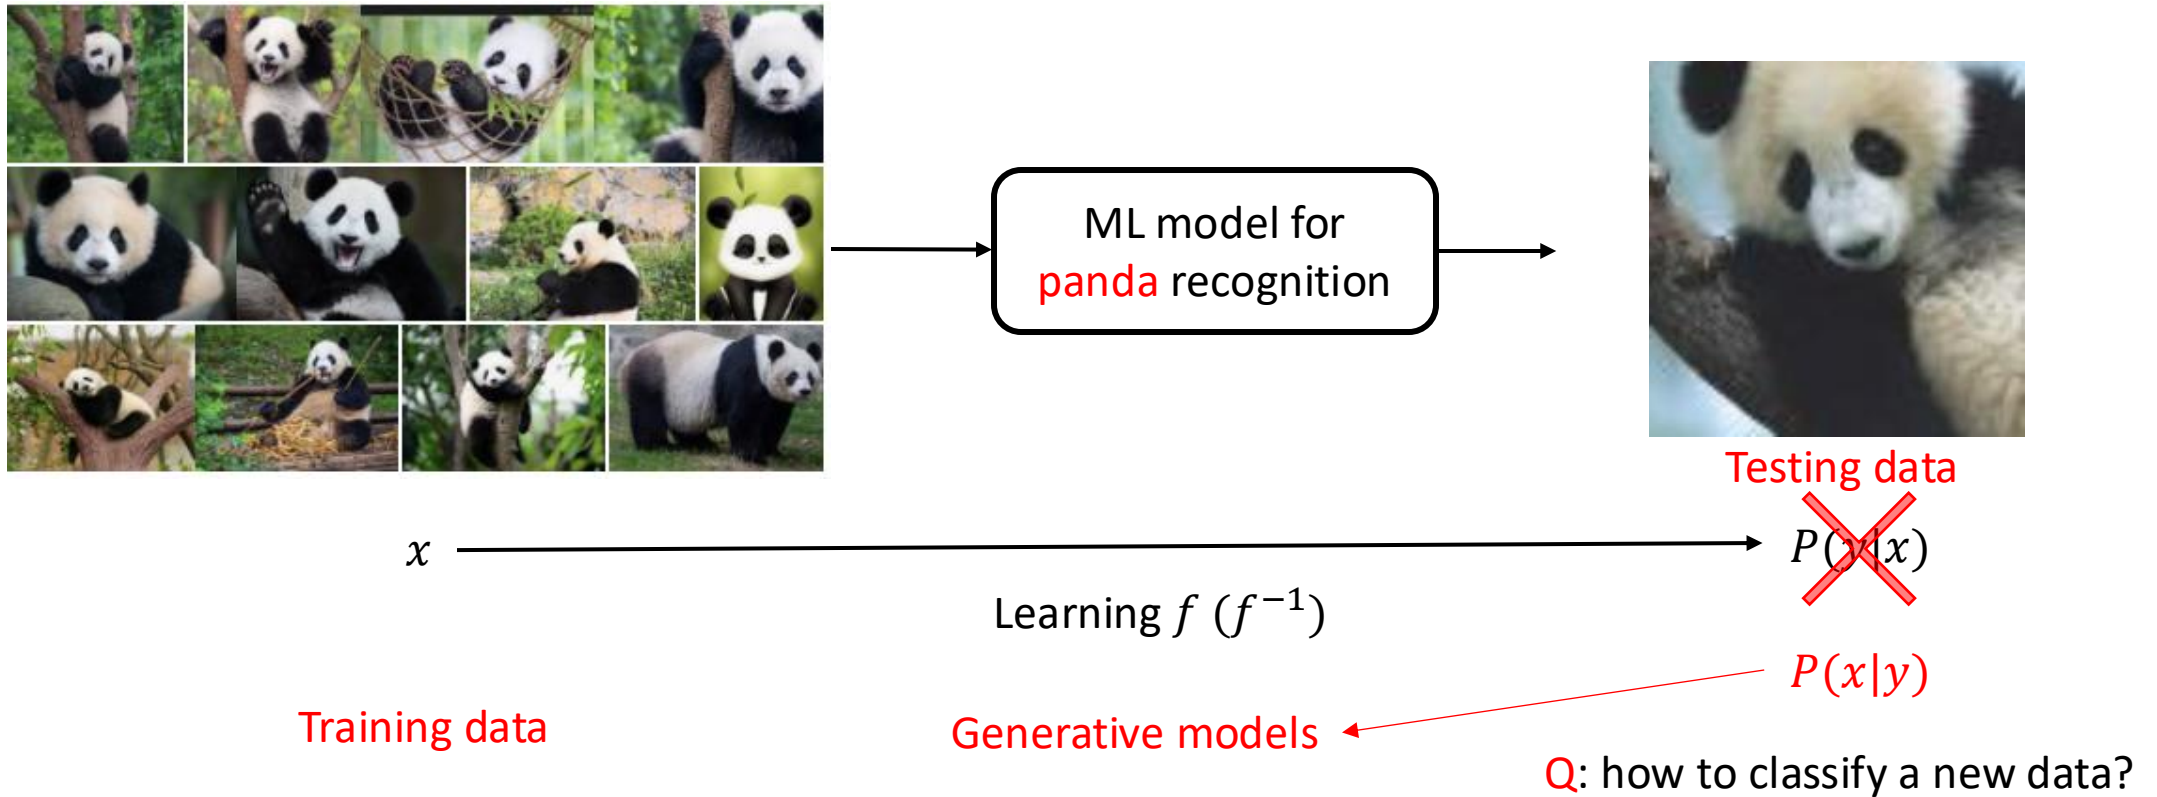 ML model for
panda recognition
Testing data
x
P(y|x)
Learning f (f⁻¹)
P(x|y)
Training data
Generative models
Q: how to classify a new data?